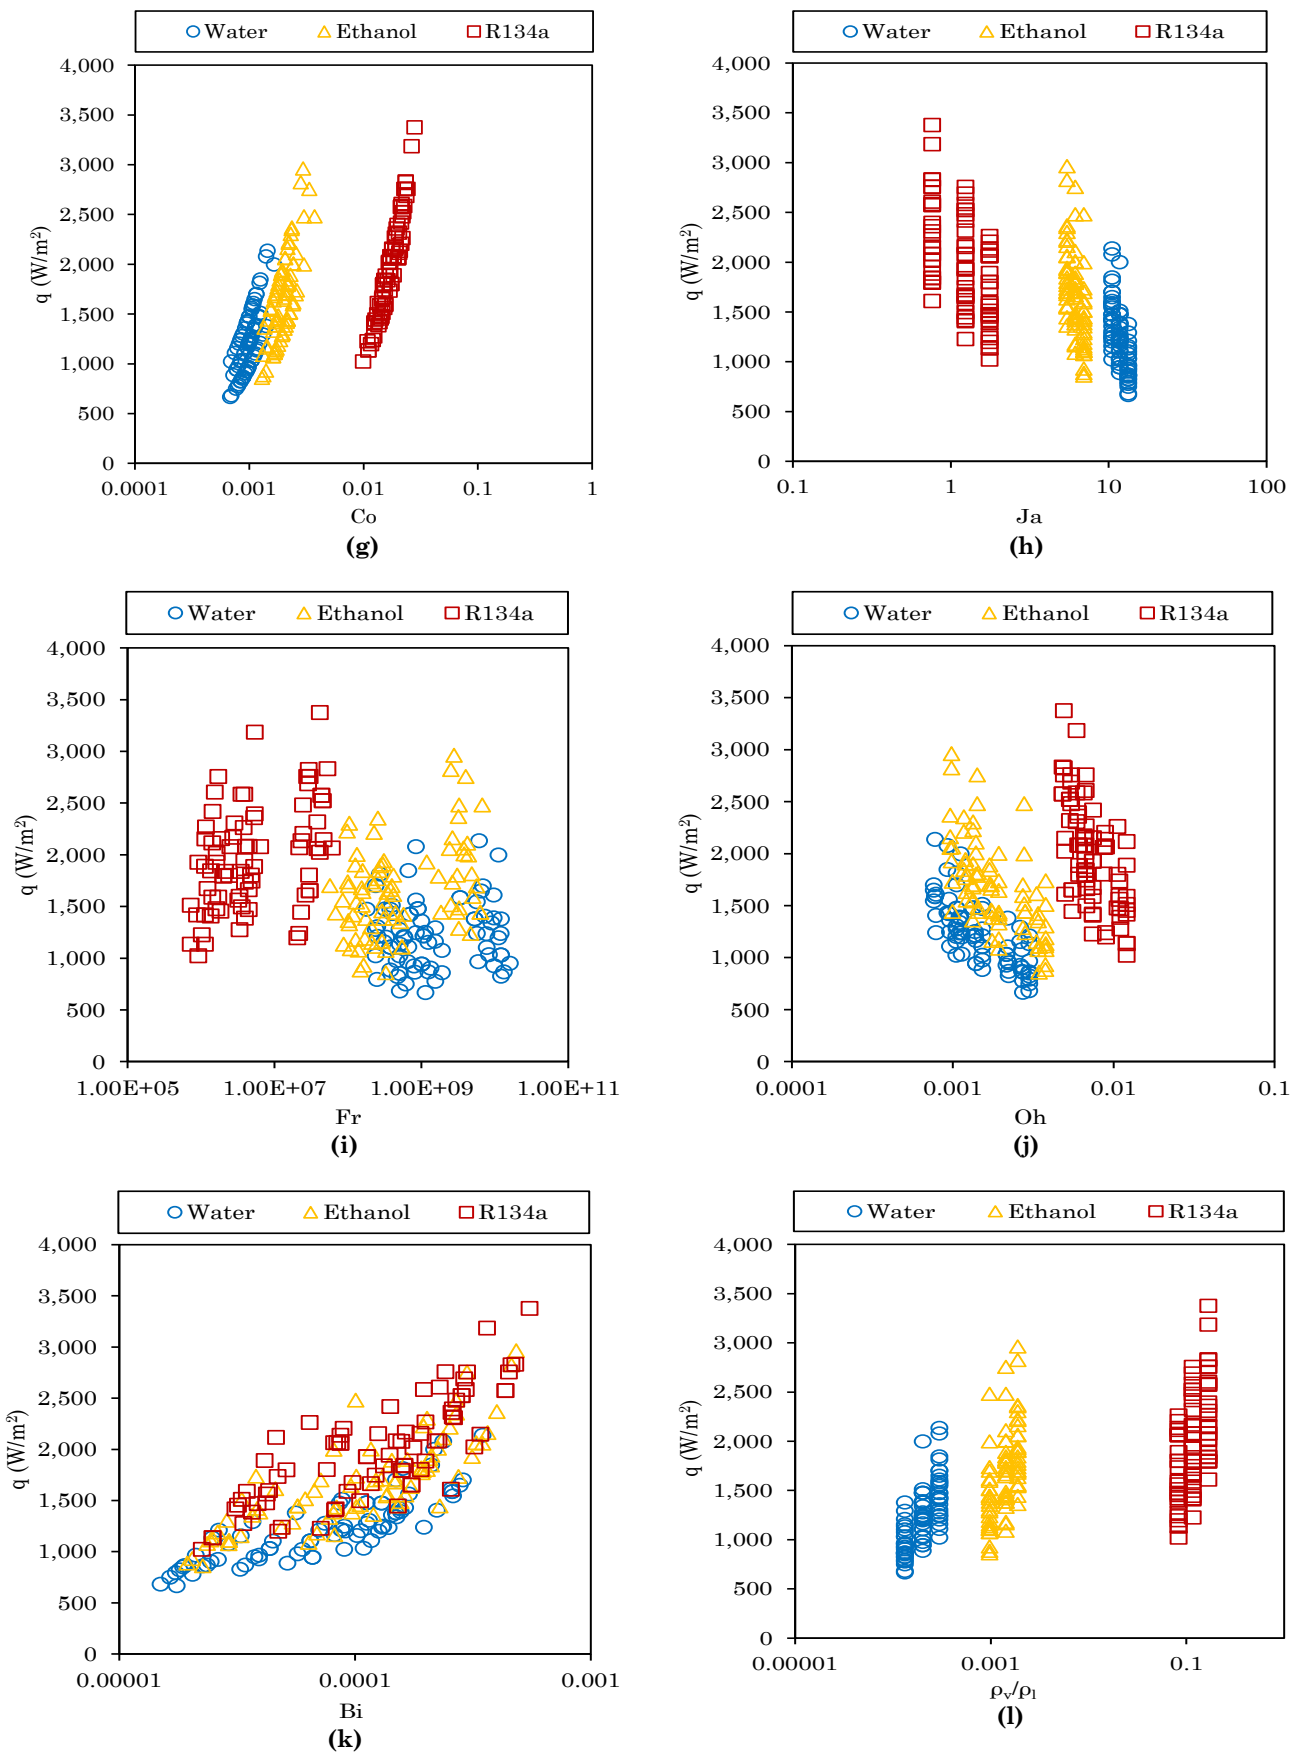 Water Ethanol R134a
4,000
3,500
3,000
2,500
2,000
1,500
1,000
500
0
q (W/m²)
0.0001 0.001 0.01 0.1 1
Co
(g)
Water Ethanol R134a
4,000
3,500
3,000
2,500
2,000
1,500
1,000
500
0
q (W/m²)
0.1 1 10 100
Ja
(h)
Water Ethanol R134a
4,000
3,500
3,000
2,500
2,000
1,500
1,000
500
0
q (W/m²)
1.00E+05 1.00E+07 1.00E+09 1.00E+11
Fr
(i)
Water Ethanol R134a
4,000
3,500
3,000
2,500
2,000
1,500
1,000
500
0
q (W/m²)
0.0001 0.001 0.01 0.1
Oh
(j)
Water Ethanol R134a
4,000
3,500
3,000
2,500
2,000
1,500
1,000
500
0
q (W/m²)
0.00001 0.0001 0.001
Bi
(k)
Water Ethanol R134a
4,000
3,500
3,000
2,500
2,000
1,500
1,000
500
0
q (W/m²)
0.00001 0.001 0.1
ρᵥ/ρₗ
(l)